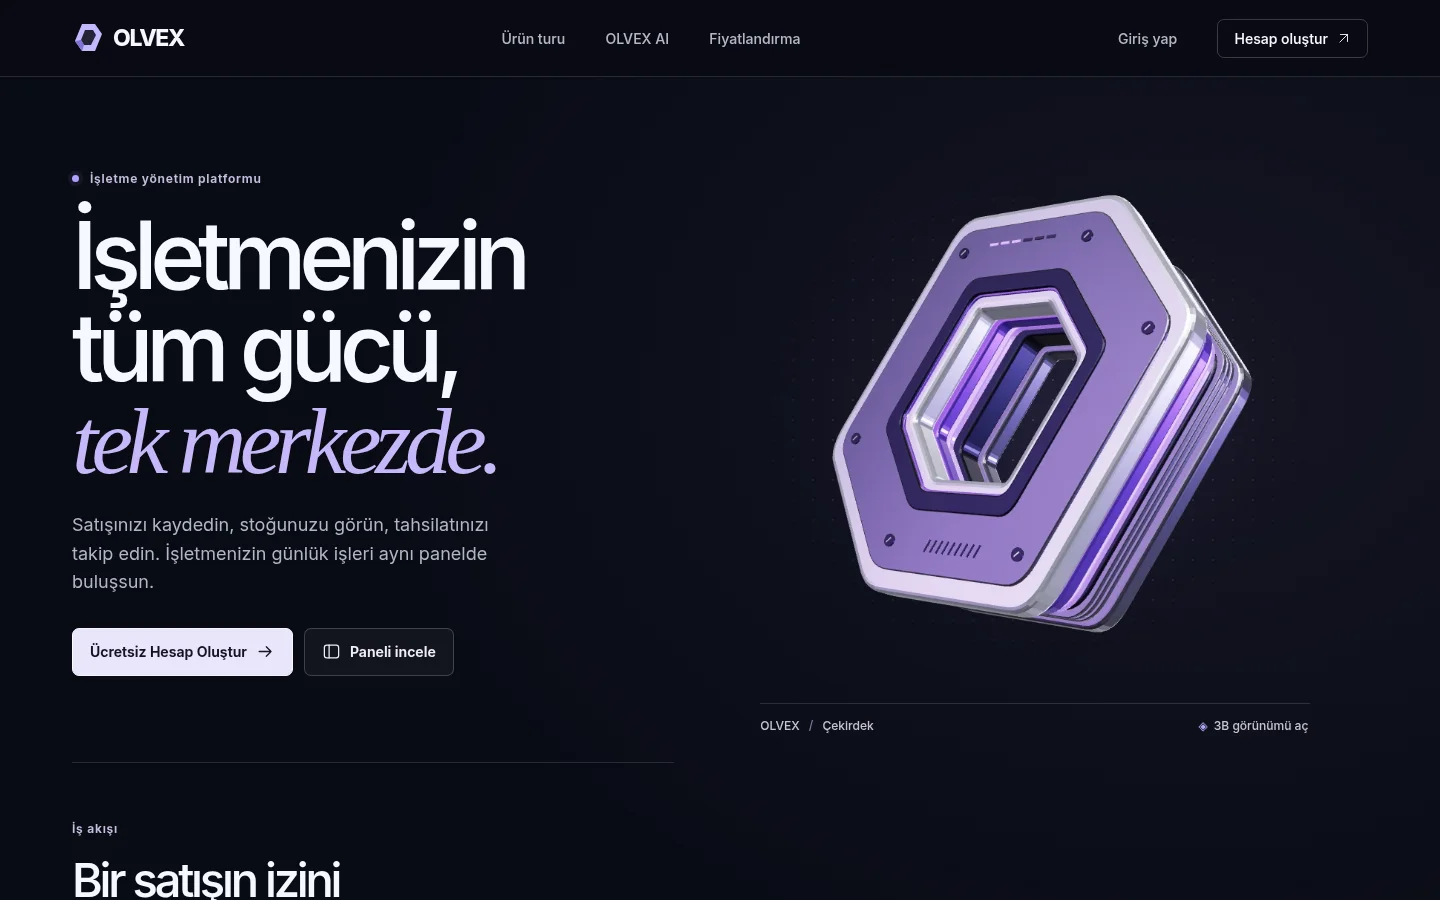 OLVEX
Ürün turu
OLVEX AI
Fiyatlandırma
Giriş yap
Hesap oluştur
İşletme yönetim platformu
İşletmenizin
tüm gücü,
tek merkezde.
Satışınızı kaydedin, stoğunuzu görün, tahsilatınızı
takip edin. İşletmenizin günlük işleri aynı panelde
buluşsun.
Ücretsiz Hesap Oluştur
Paneli incele
OLVEX / Çekirdek
3B görünümü aç
İş akışı
Bir satışın izini